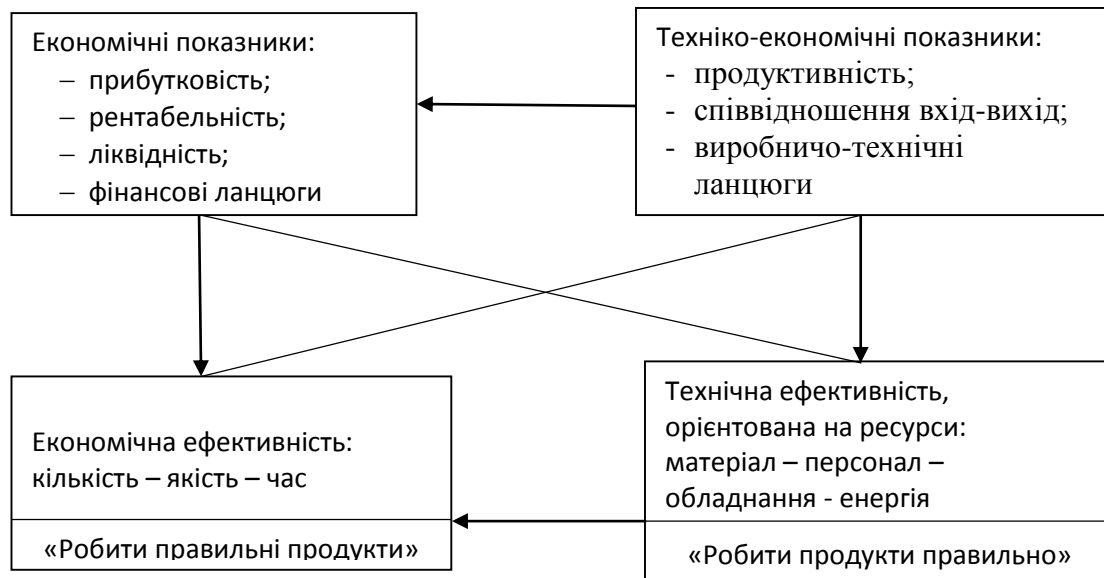 Економічні показники:
– прибутковість;
– рентабельність;
– ліквідність;
– фінансові ланцюги
Техніко-економічні показники:
- продуктивність;
- співвідношення вхід-вихід;
- виробничо-технічні
ланцюги
Економічна ефективність:
кількість – якість – час
«Робити правильні продукти»
Технічна ефективність,
орієнтована на ресурси:
матеріал – персонал –
обладнання - енергія
«Робити продукти правильно»